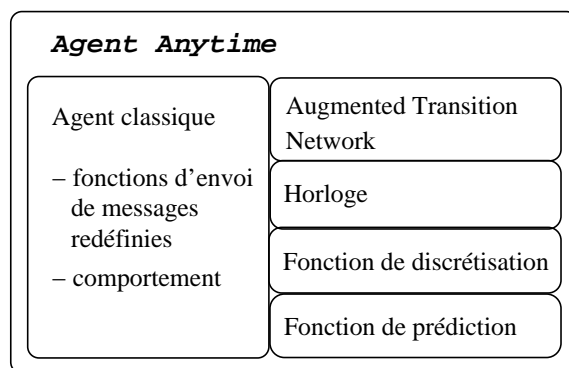 Agent Anytime
Agent classique
– fonctions d'envoi
de messages
redéfinies
– comportement
Augmented Transition
Network
Horloge
Fonction de discrétisation
Fonction de prédiction